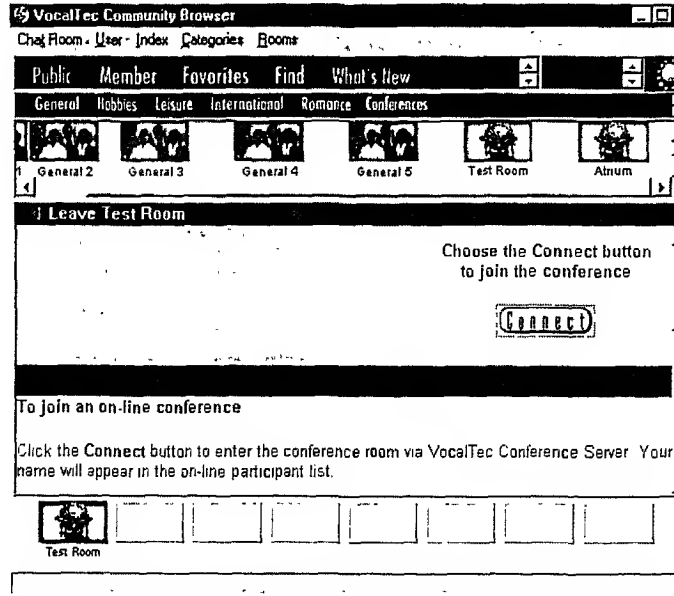 VocalTec Community Browser
Chat Room User - Index Categories Rooms
Public Member Favorites Find What's New
General Hobbies Leisure International Romance Conferences
1 General 2 General 3 General 4 General 5 Test Room Atrium
Leave Test Room
Choose the Connect button
to join the conference
Connect
To join an on-line conference
Click the Connect button to enter the conference room via VocalTec Conference Server Your
name will appear in the on-line participant list.
Test Room